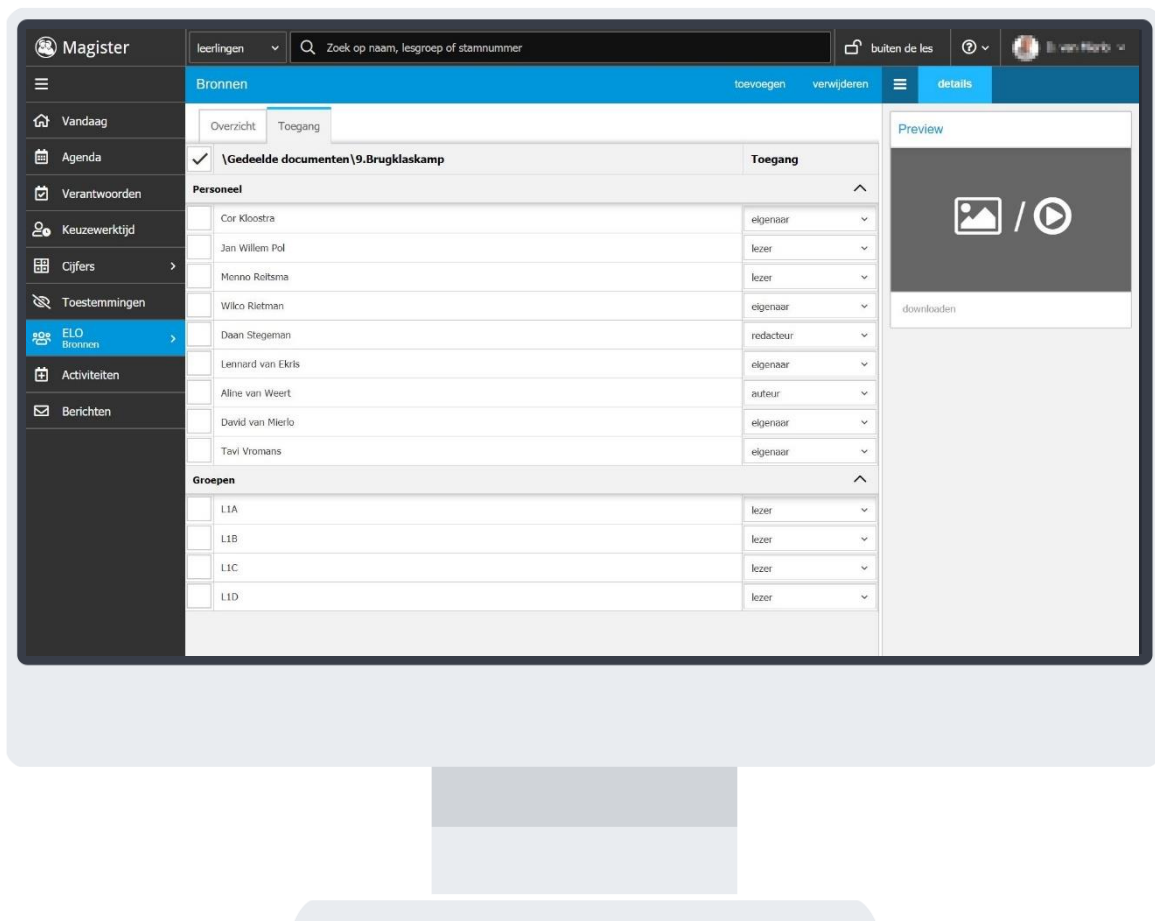 Magister
leerlingen
Zoek op naam, lesgroep of stamnummer
buiten de les
Bronnen
toevoegen verwijderen
details
Vandaag
Agenda
Verantwoorden
Keuzewerktijd
Cijfers
Toestemmingen
ELO
Bronnen
Activiteiten
Berichten
Overzicht Toegang
\Gedeelde documenten\9.Brugklaskamp Toegang
Personeel
Cor Kloostra eigenaar
Jan Willem Pol lezer
Menno Reitsma lezer
Wilco Rietman eigenaar
Daan Stegeman redacteur
Lennard van Ekris eigenaar
Aline van Weert auteur
David van Mierlo eigenaar
Tavi Vromans eigenaar
Groepen
L1A lezer
L1B lezer
L1C lezer
L1D lezer
Preview
downloaden